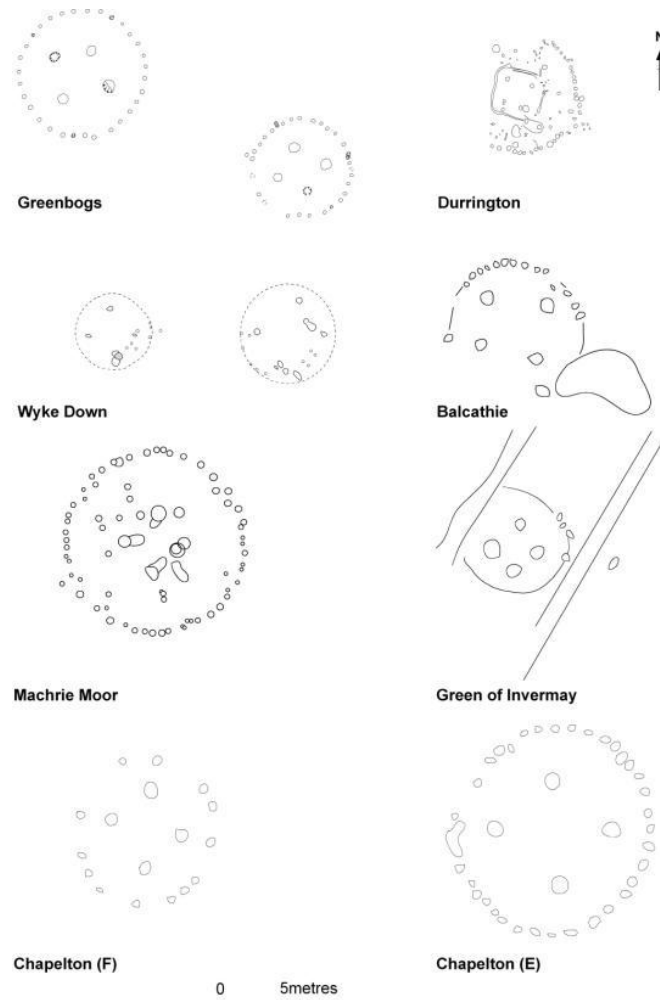 N
Greenbogs
Durrington
Wyke Down
Balcathie
Machrie Moor
Green of Invermay
Chapelton (F)
Chapelton (E)
0 5metres